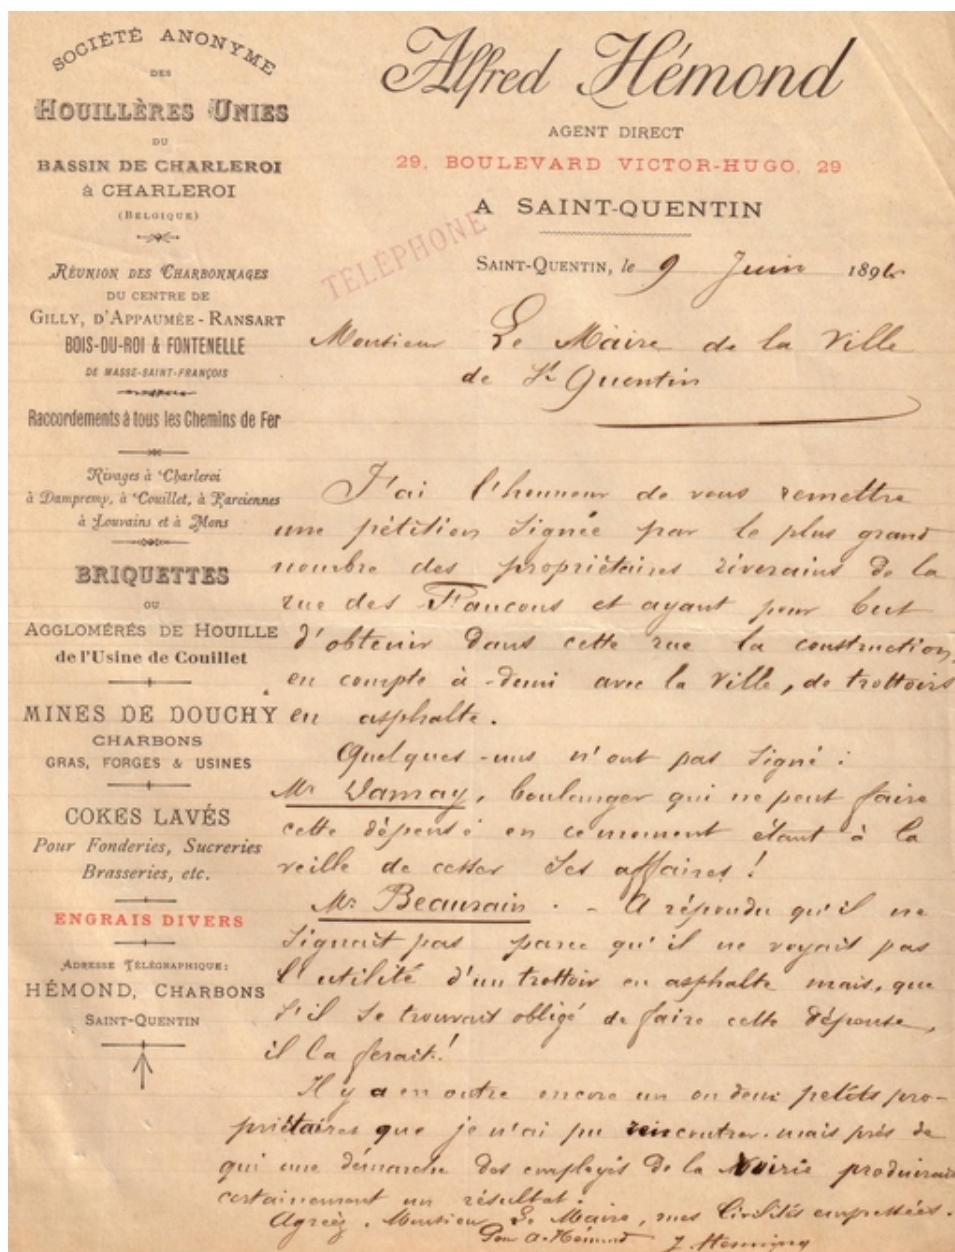 SOCIÉTÉ ANONYME
DES
HOUILLÈRES UNIES
DU
BASSIN DE CHARLEROI
à CHARLEROI
(BELGIQUE)
RÉUNION DES CHARBONNAGES
DU CENTRE DE
GILLY, D'APPAUMÉE-RANSART
BOIS-DU-ROI & FONTENELLE
DE MASSE-SAINT-FRANÇOIS
Raccordements à tous les Chemins de Fer
Rivages à Charleroi
à Dampremy, à Couillet, à Farciennes
à Louvains et à Mons
BRIQUETTES
OU
AGGLOMÉRÉS DE HOUILLE
de l'Usine de Couillet
MINES DE DOUCHY
CHARBONS
GRAS, FORGES & USINES
COKES LAVÉS
Pour Fonderies, Sucreries
Brasseries, etc.
ENGRAIS DIVERS
ADRESSE TÉLÉGRAPHIQUE:
HÉMOND, CHARBONS
SAINT-QUENTIN
Alfred Hémond
AGENT DIRECT
29, BOULEVARD VICTOR-HUGO, 29
A SAINT-QUENTIN
TELEPHONE
SAINT-QUENTIN, le 9 Juin
Monsieur Le Maire de la Ville
de St Quentin
J'ai l'honneur de vous remettre
une pétition signée par le plus grand
nombre des propriétaires riverains de la
rue des Faucons et ayant pour but
d'obtenir dans cette rue la construction,
en compte à-demi avec la Ville, de trottoirs
en asphalte.
Quelques-uns n'ont pas signé :
Mr Damay, boulanger qui ne peut faire
cette dépense en ce moment étant à la
veille de cesser ses affaires !
Mr Beaurain. - A répondu qu'il ne
signait pas parce qu'il ne voyait pas
l'utilité d'un trottoir en asphalte mais, que
s'il se trouvait obligé de faire cette dépense,
il la ferait!
Il y a en outre encore un ou deux petits pro-
priétaires que je n'ai pu rencontrer. mais près de
qui une démarche des employés de la Voirie produirait
certainement un résultat.
Agréez, Monsieur Le Maire, mes Civilités empressées.
Pour A. Hémond